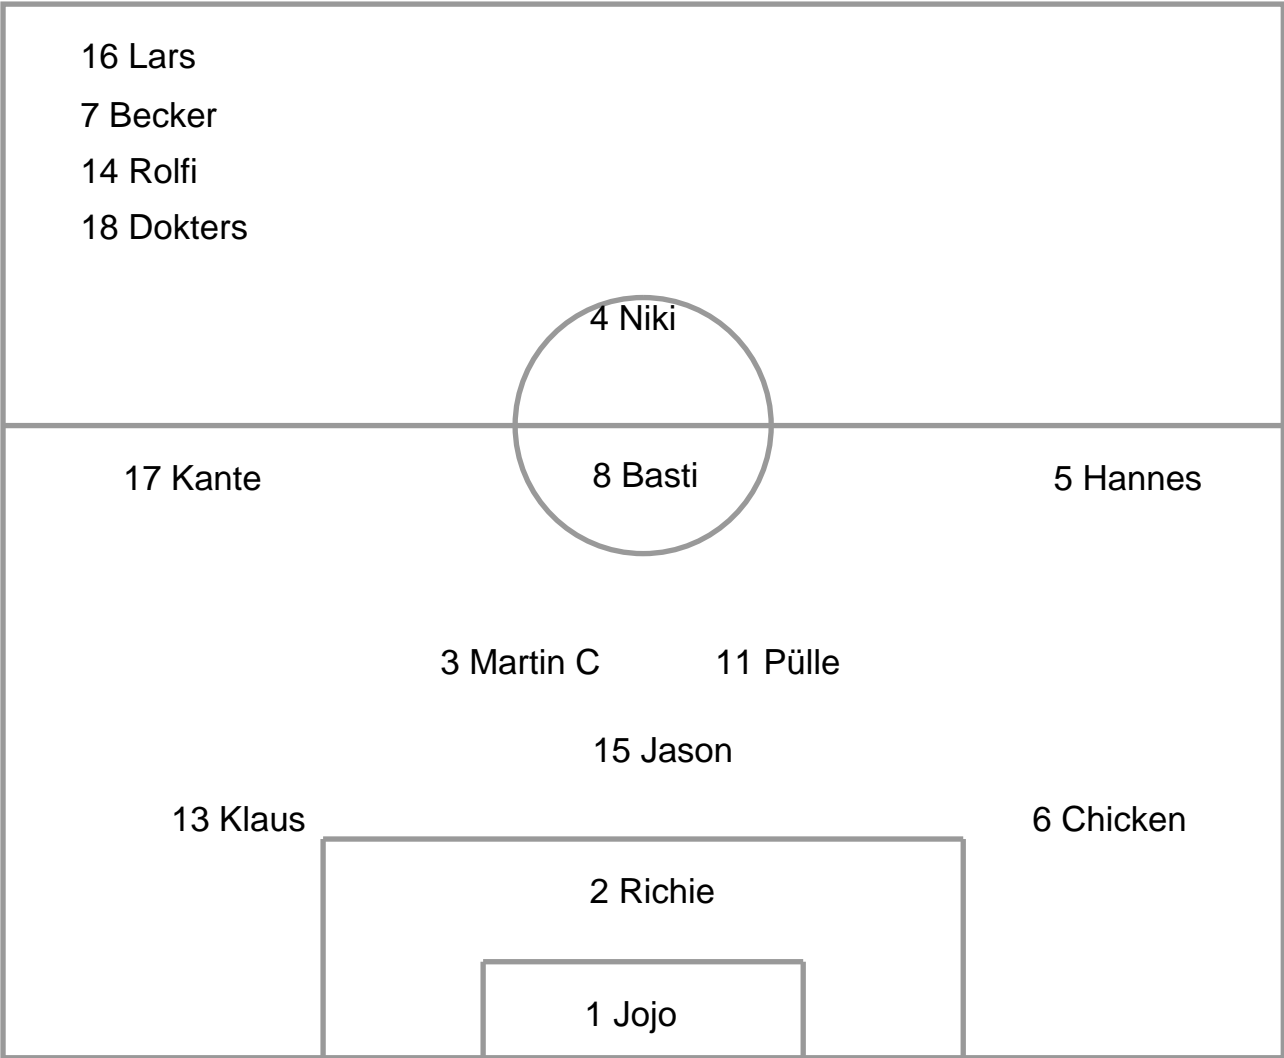 16 Lars
7 Becker
14 Rolfi
18 Dokters
4 Niki
17 Kante
8 Basti
5 Hannes
3 Martin C
11 Pülle
15 Jason
13 Klaus
6 Chicken
2 Richie
1 Jojo